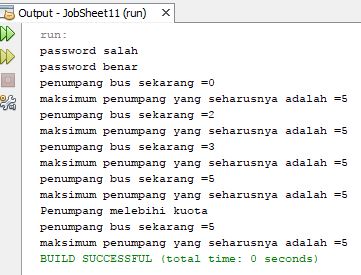 Output - JobSheet11 (run)
run:
password salah
password benar
penumpang bus sekarang =0
maksimum penumpang yang seharusnya adalah =5
penumpang bus sekarang =2
maksimum penumpang yang seharusnya adalah =5
penumpang bus sekarang =3
maksimum penumpang yang seharusnya adalah =5
penumpang bus sekarang =5
maksimum penumpang yang seharusnya adalah =5
Penumpang melebihi kuota
penumpang bus sekarang =5
maksimum penumpang yang seharusnya adalah =5
BUILD SUCCESSFUL (total time: 0 seconds)